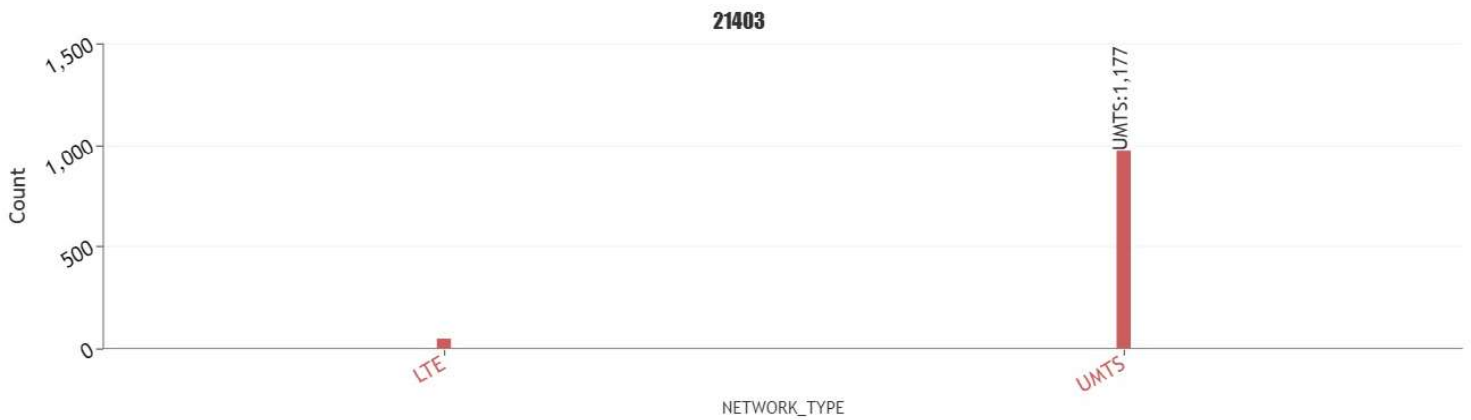 21403
1,500
1,000
500
0
Count
UMTS:1,177
LTE
UMTS
NETWORK_TYPE